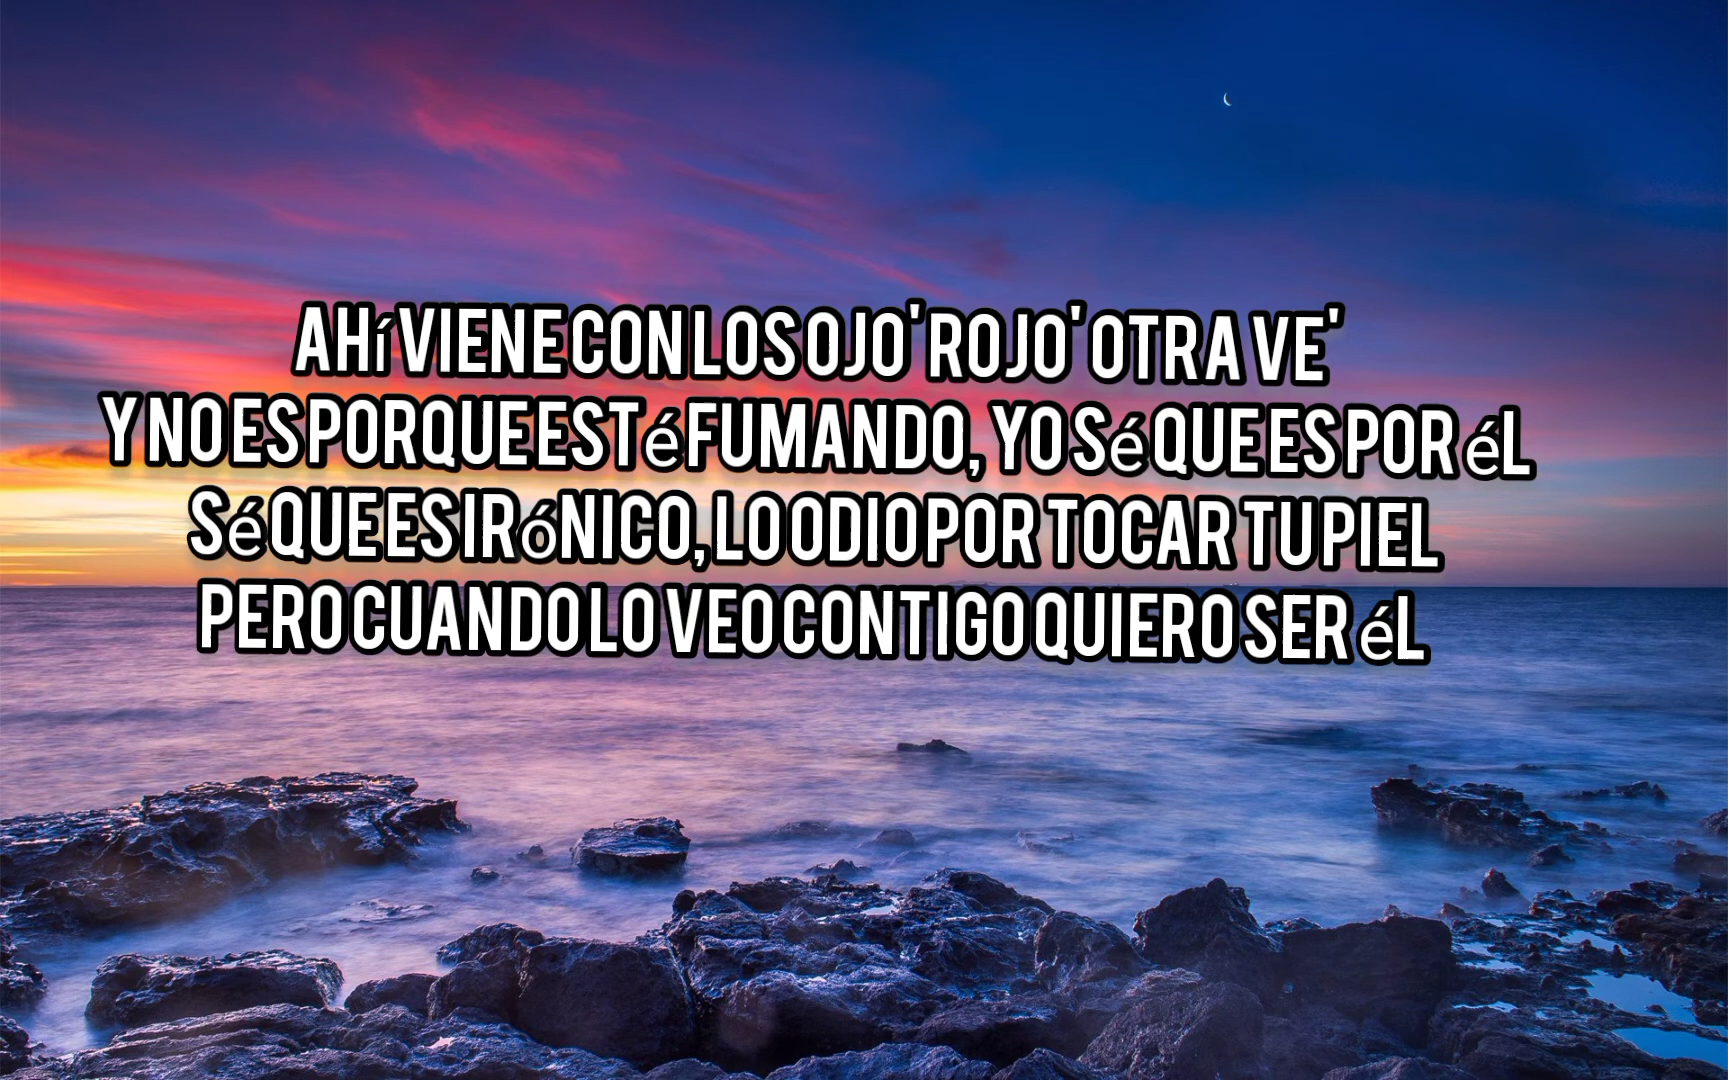 AHí VIENE CON LOS OJO' ROJO' OTRA VE'
Y NO ES PORQUE ESTé FUMANDO, YO Sé QUE ES POR éL
Sé QUE ES IRóNICO, LO ODIO POR TOCAR TU PIEL
PERO CUANDO LO VEO CONTIGO QUIERO SER éL